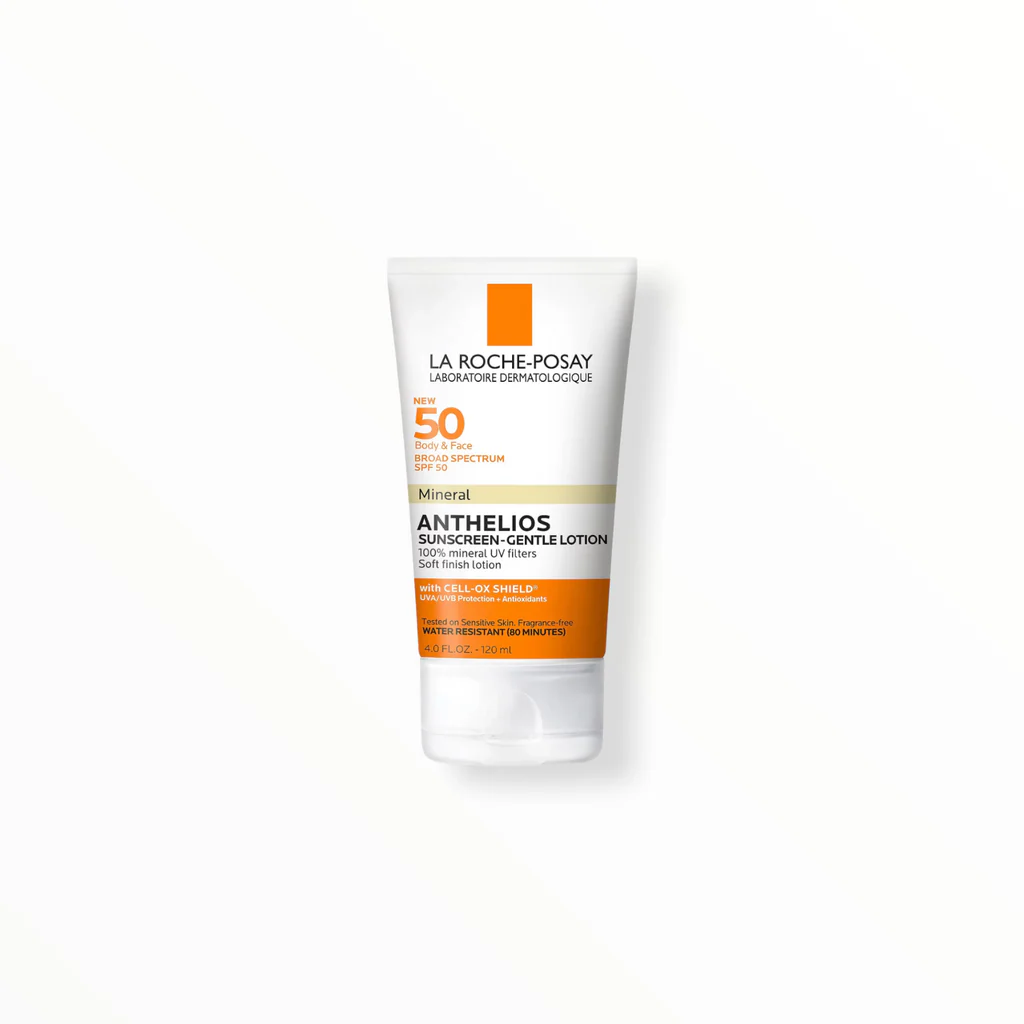 LA ROCHE-POSAY
LABORATOIRE DERMATOLOGIQUE
NEW
50
Body & Face
BROAD SPECTRUM
SPF 50
Mineral
ANTHELIOS
SUNSCREEN-GENTLE LOTION
100% mineral UV filters
Soft finish lotion
with CELL-OX SHIELD®
UVA/UVB Protection + Antioxidants
Tested on Sensitive Skin. Fragrance-free
WATER RESISTANT (80 MINUTES)
4.0 FL.OZ. - 120 ml